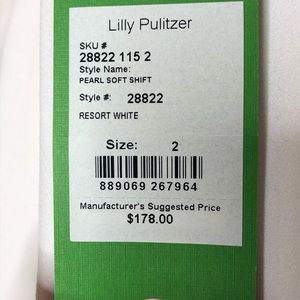 Lilly Pulitzer
SKU #
28822 115 2
Style Name:
PEARL SOFT SHIFT
Style #: 28822
RESORT WHITE
Size: 2
889069 267964
Manufacturer's Suggested Price
$178.00